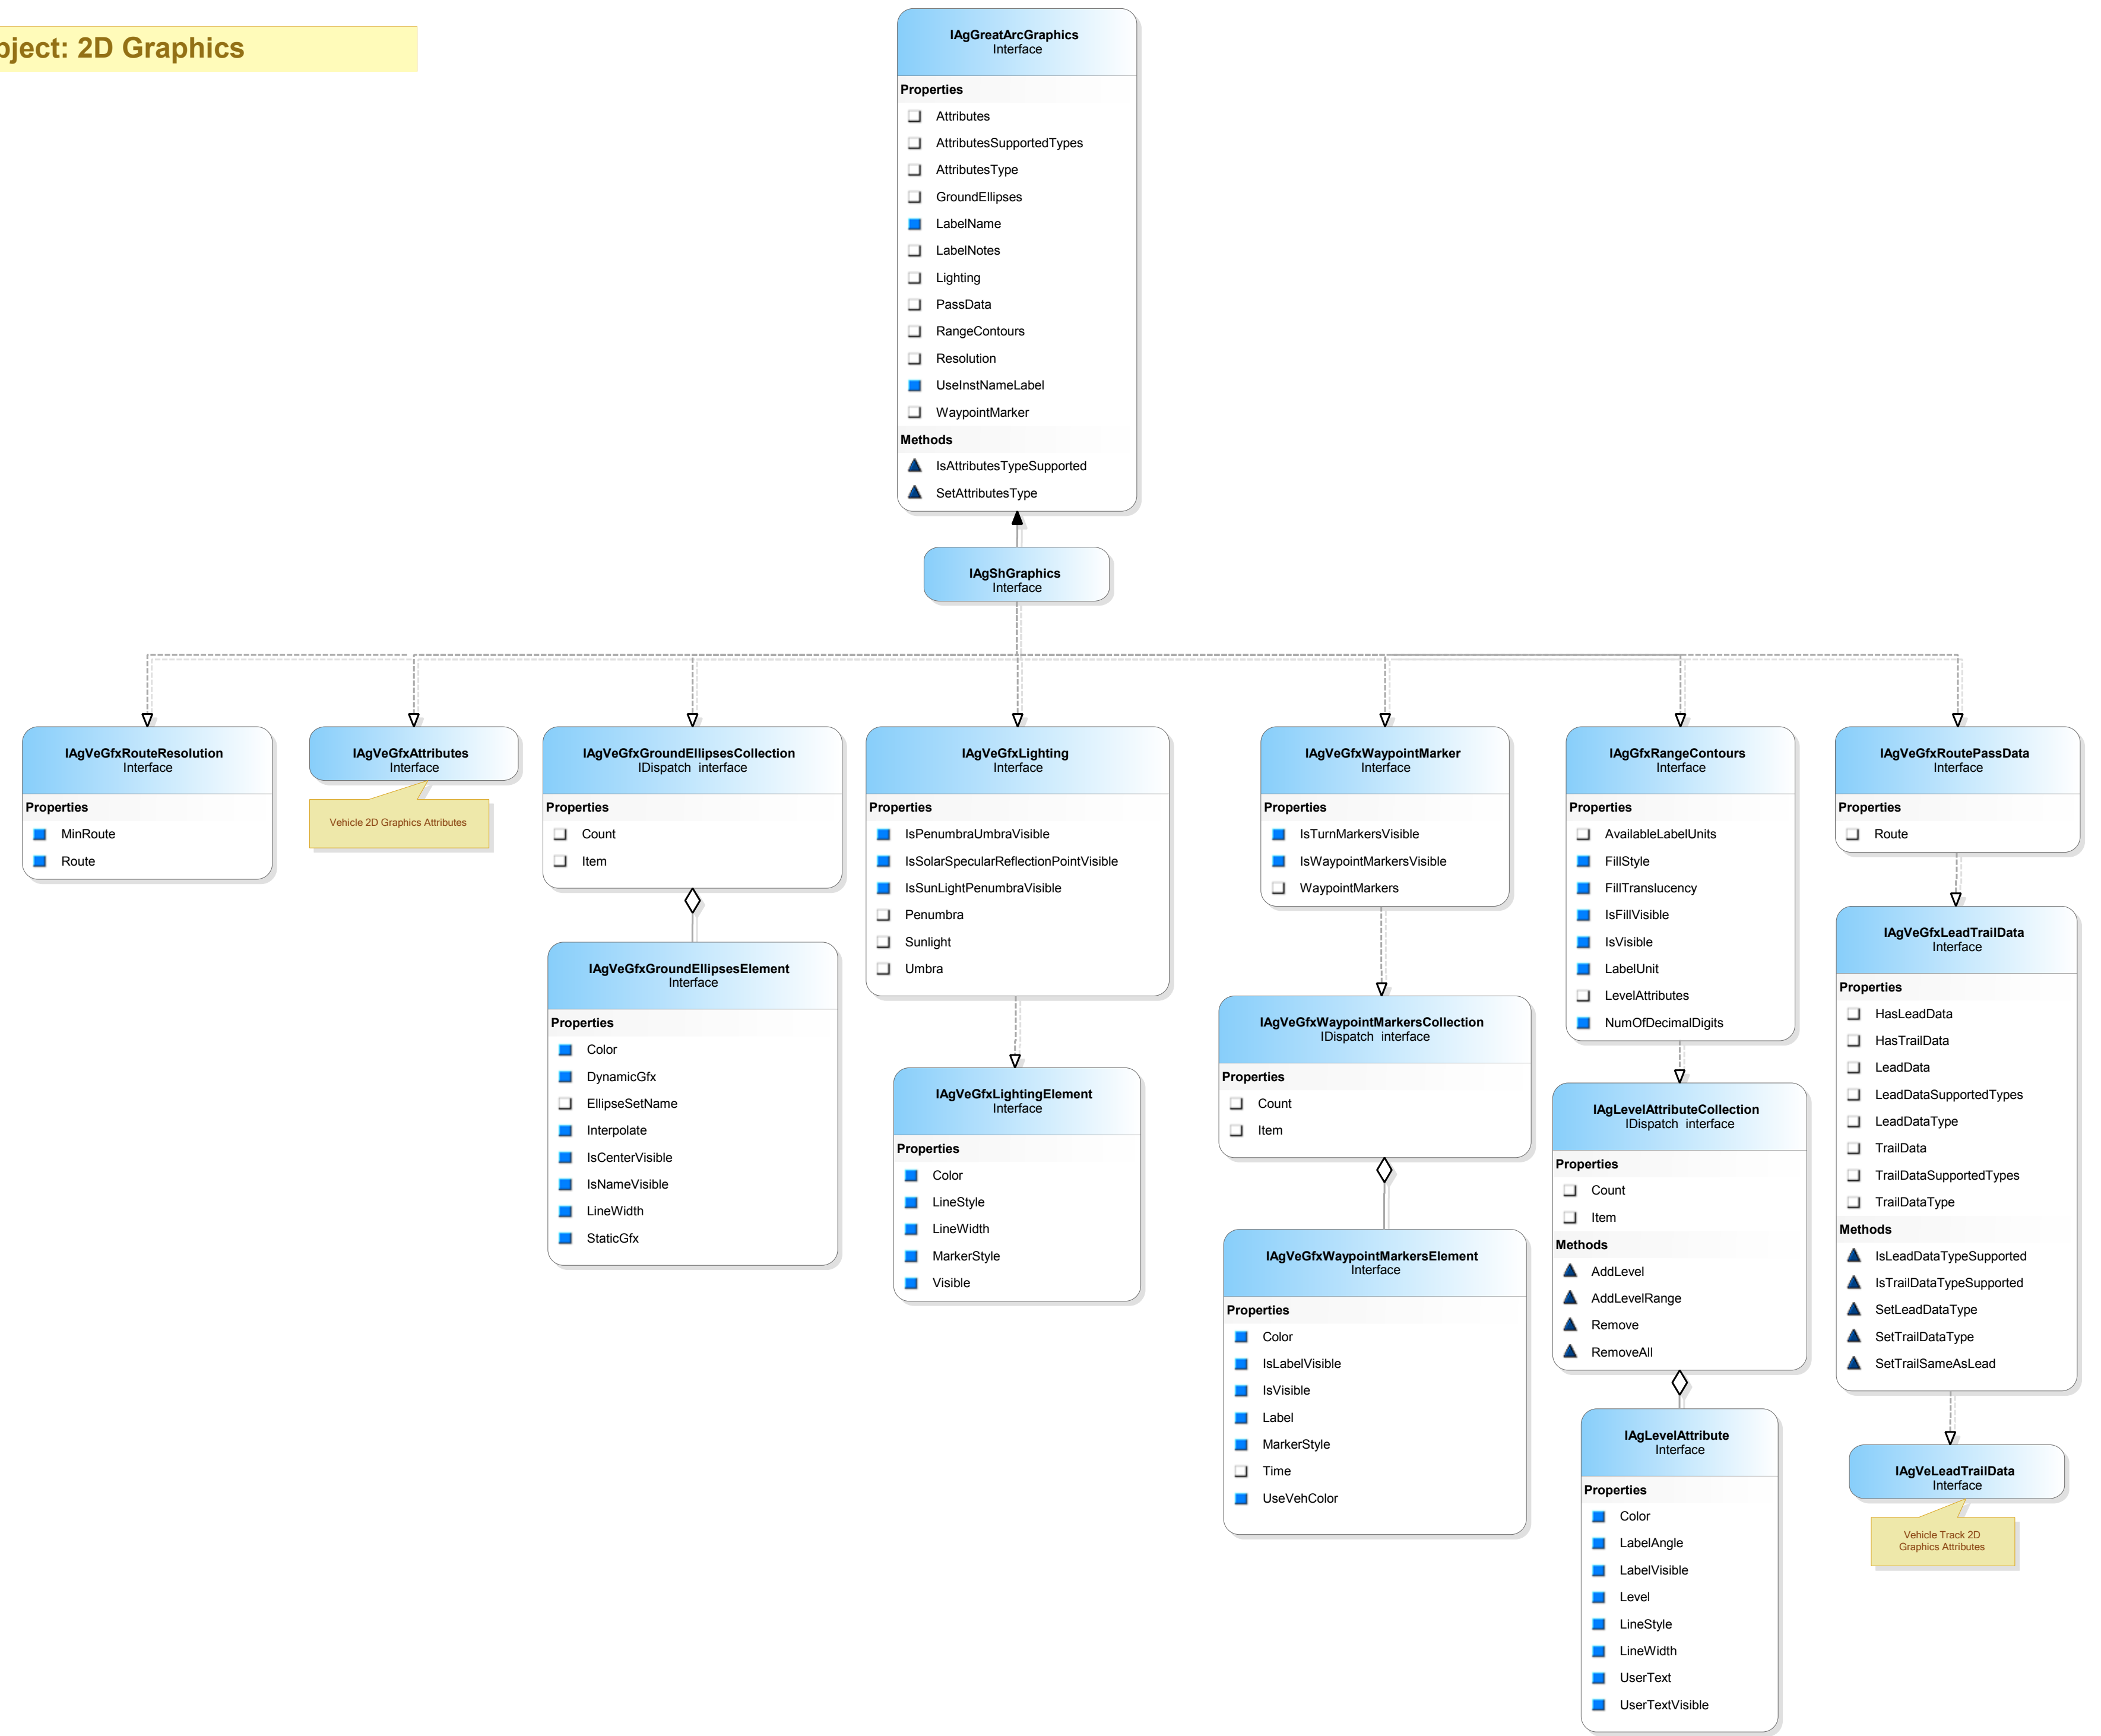 ject: 2D Graphics
IAgGreatArcGraphics
Interface
Properties
Attributes
AttributesSupportedTypes
AttributesType
GroundEllipses
LabelName
LabelNotes
Lighting
PassData
RangeContours
Resolution
UseInstNameLabel
WaypointMarker
Methods
IsAttributesTypeSupported
SetAttributesType
IAgShGraphics
Interface
IAgVeGfxRouteResolution
Interface
Properties
MinRoute
Route
IAgVeGfxAttributes
Interface
Vehicle 2D Graphics Attributes
IAgVeGfxGroundEllipsesCollection
IDispatch interface
Properties
Count
Item
IAgVeGfxGroundEllipsesElement
Interface
Properties
Color
DynamicGfx
EllipseSetName
Interpolate
IsCenterVisible
IsNameVisible
LineWidth
StaticGfx
IAgVeGfxLighting
Interface
Properties
IsPenumbraUmbraVisible
IsSolarSpecularReflectionPointVisible
IsSunLightPenumbraVisible
Penumbra
Sunlight
Umbra
IAgVeGfxLightingElement
Interface
Properties
Color
LineStyle
LineWidth
MarkerStyle
Visible
IAgVeGfxWaypointMarker
Interface
Properties
IsTurnMarkersVisible
IsWaypointMarkersVisible
WaypointMarkers
IAgVeGfxWaypointMarkersCollection
IDispatch interface
Properties
Count
Item
IAgVeGfxWaypointMarkersElement
Interface
Properties
Color
IsLabelVisible
IsVisible
Label
MarkerStyle
Time
UseVehColor
IAgGfxRangeContours
Interface
Properties
AvailableLabelUnits
FillStyle
FillTranslucency
IsFillVisible
IsVisible
LabelUnit
LevelAttributes
NumOfDecimalDigits
IAgLevelAttributeCollection
IDispatch interface
Properties
Count
Item
Methods
AddLevel
AddLevelRange
Remove
RemoveAll
IAgLevelAttribute
Interface
Properties
Color
LabelAngle
LabelVisible
Level
LineStyle
LineWidth
UserText
UserTextVisible
IAgVeGfxRoutePassData
Interface
Properties
Route
IAgVeGfxLeadTrailData
Interface
Properties
HasLeadData
HasTrailData
LeadData
LeadDataSupportedTypes
LeadDataType
TrailData
TrailDataSupportedTypes
TrailDataType
Methods
IsLeadDataTypeSupported
IsTrailDataTypeSupported
SetLeadDataType
SetTrailDataType
SetTrailSameAsLead
IAgVeLeadTrailData
Interface
Vehicle Track 2D
Graphics Attributes